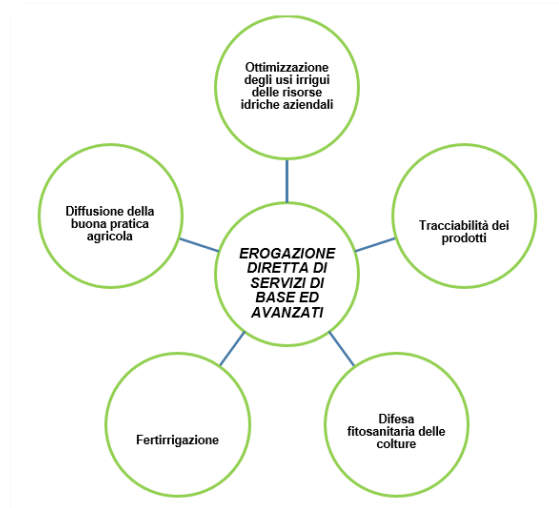 Ottimizzazione
degli usi irrigui
delle risorse
idriche aziendali
Diffusione della
buona pratica
agricola
Tracciabilità dei
prodotti
EROGAZIONE
DIRETTA DI
SERVIZI DI
BASE ED
AVANZATI
Fertirrigazione
Difesa
fitosanitaria delle
colture